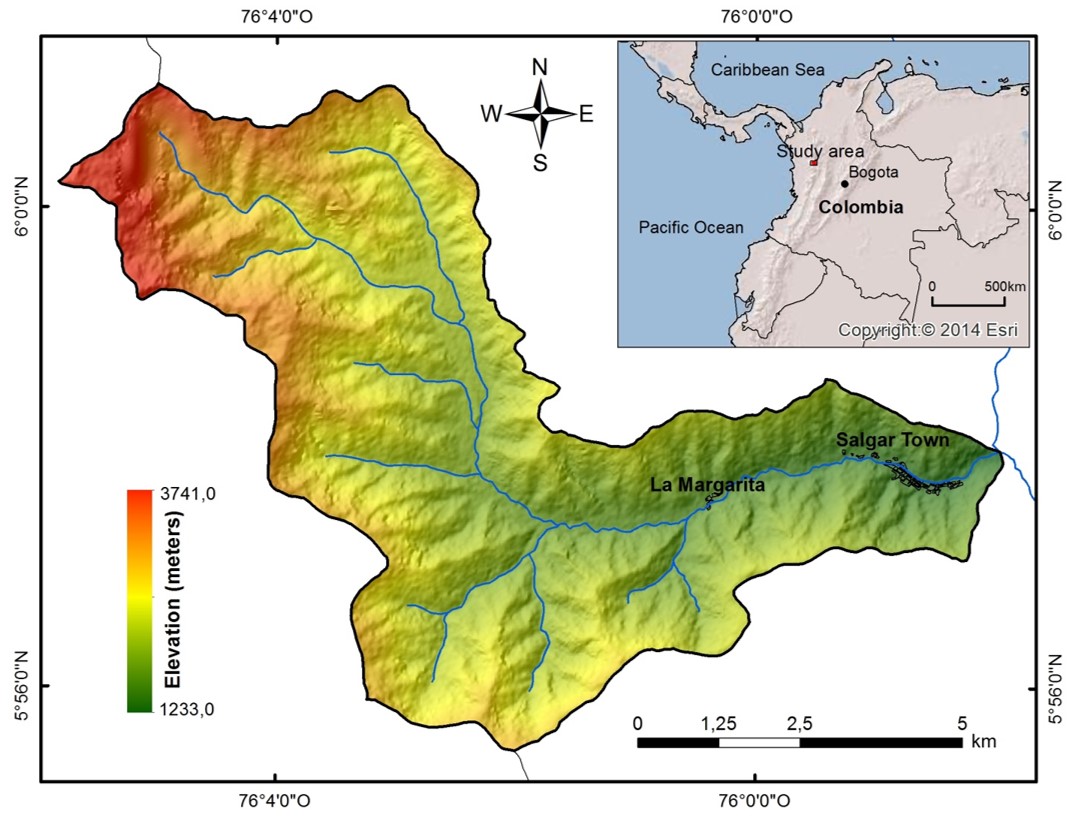 76°4'0"O
76°0'0"O
N
W
E
S
Caribbean Sea
Study area
Bogota
Colombia
Pacific Ocean
0
500km
Copyright:© 2014 Esri
6°0'0"N
6°0'0"N
Salgar Town
La Margarita
3741,0
Elevation (meters)
1233,0
5°56'0"N
5°56'0"N
0
1,25
2,5
5
km
76°4'0"O
76°0'0"O